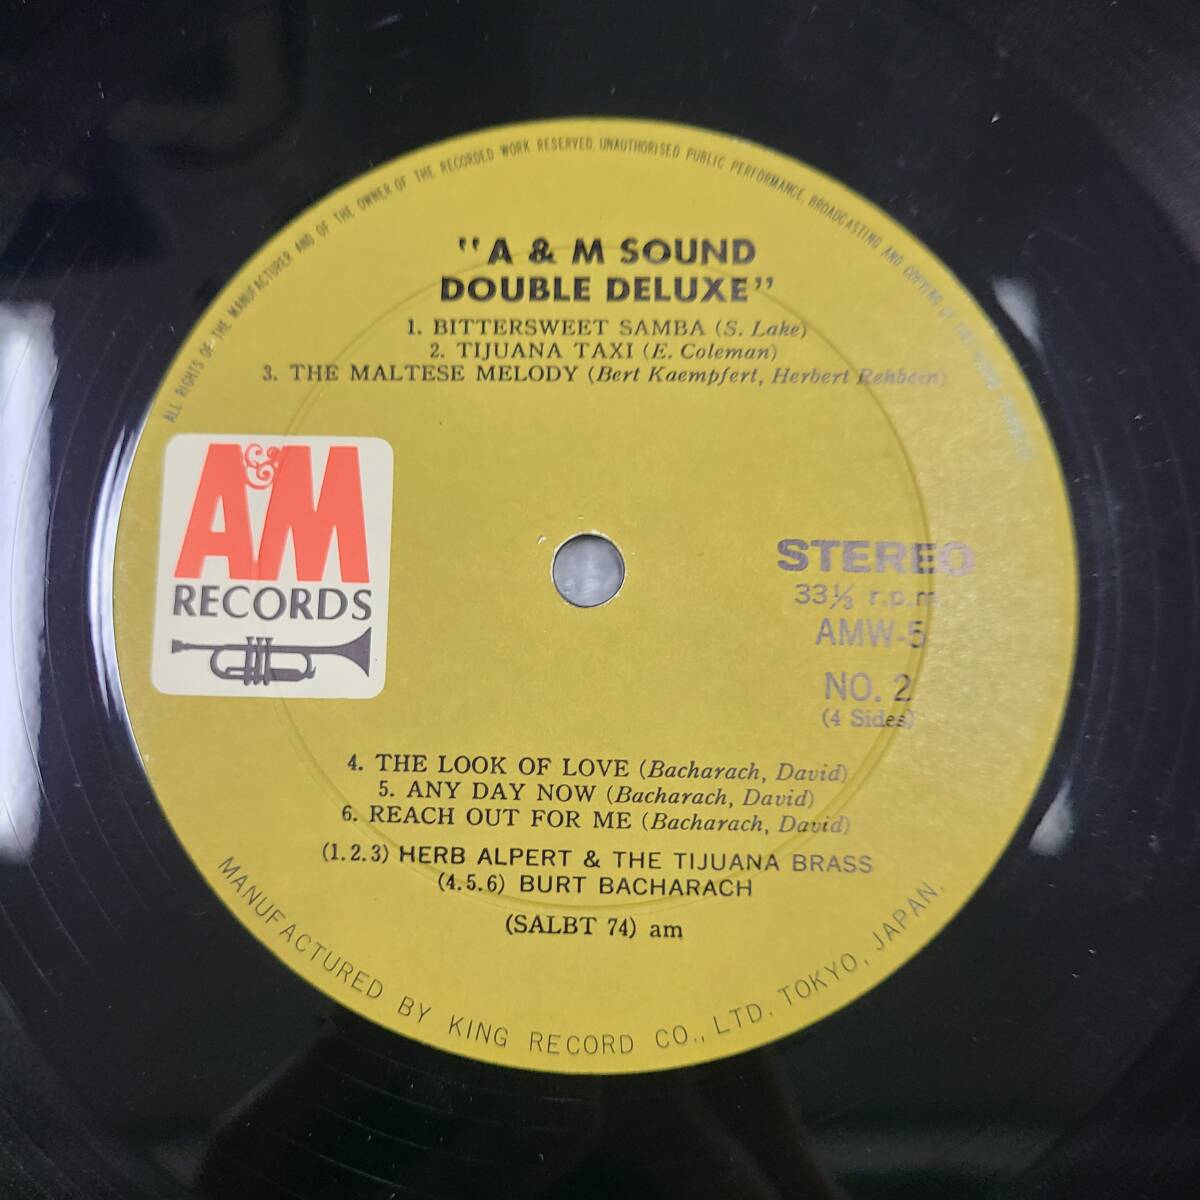 ALL RIGHTS OF THE MANUFACTURER AND OF THE OWNER OF THE RECORDED WORK RESERVED. UNAUTHORISED PUBLIC PERFORMANCE, BROADCASTING AND COPYING OF
"A & M SOUND
DOUBLE DELUXE"
1. BITTERSWEET SAMBA (S. Lake)
2. TIJUANA TAXI (E. Coleman)
3. THE MALTESE MELODY (Bert Kaempfert, Herbert Rehbein)
A&M
RECORDS
STEREO
33⅓ r.p.m
AMW-5
NO. 2
(4 Sides)
4. THE LOOK OF LOVE (Bacharach, David)
5. ANY DAY NOW (Bacharach, David)
6. REACH OUT FOR ME (Bacharach, David)
(1.2.3) HERB ALPERT & THE TIJUANA BRASS
(4.5.6) BURT BACHARACH
(SALBT 74) am
MANUFACTURED BY KING RECORD CO., LTD. TOKYO, JAPAN.